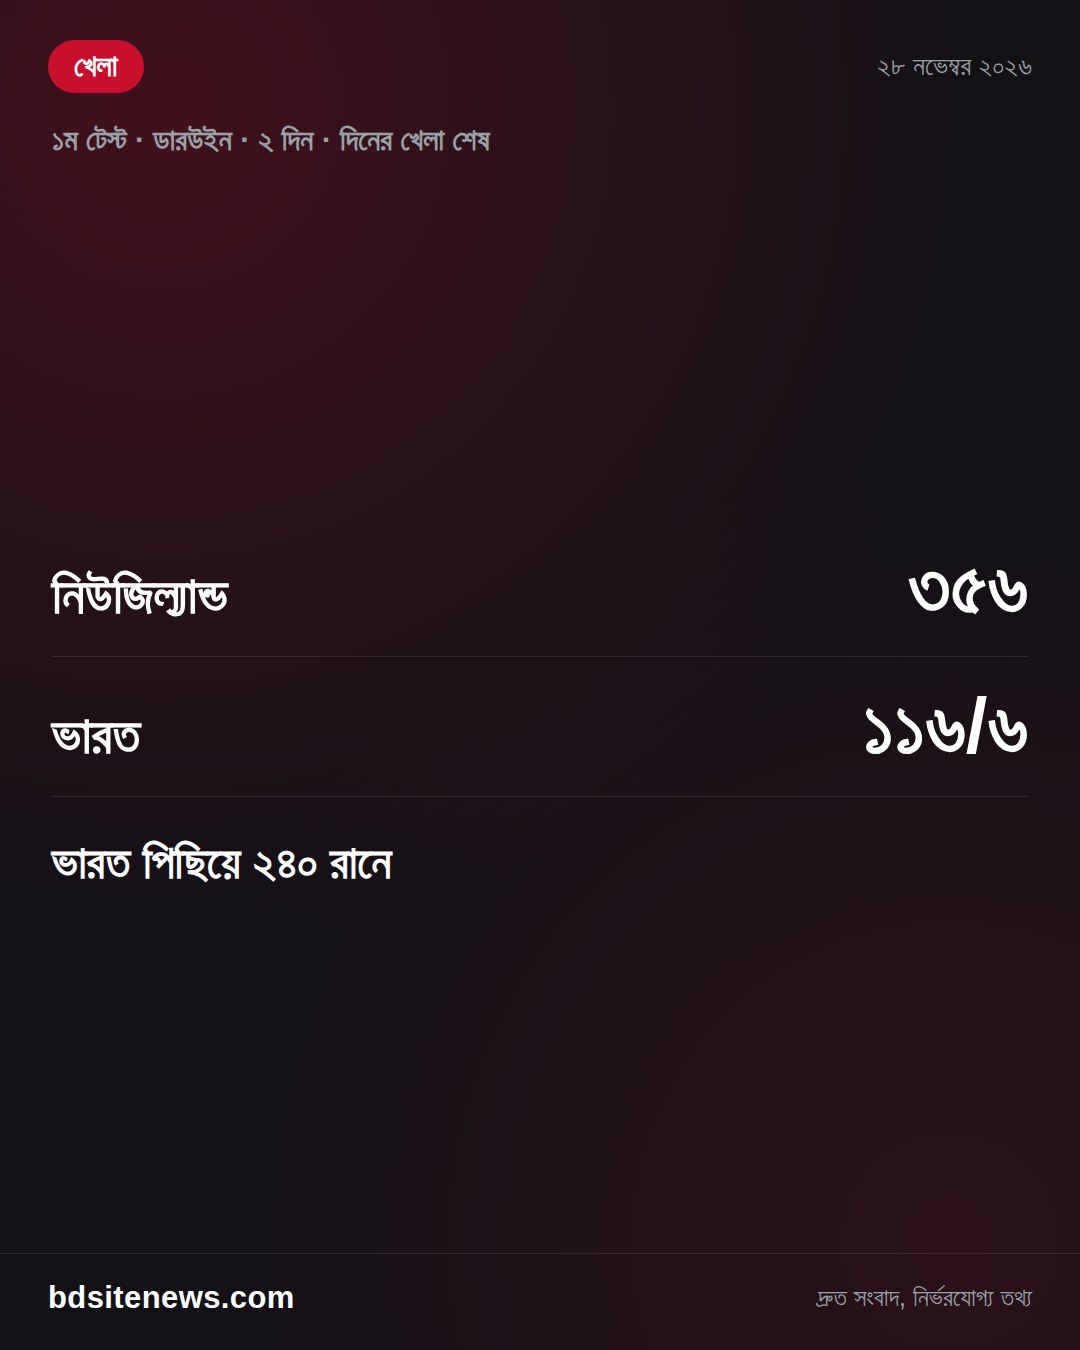 খেলা
২৮ নভেম্বর ২০২৬
১ম টেস্ট · ডারউইন · ২ দিন · দিনের খেলা শেষ
নিউজিল্যান্ড ৩৫৬
ভারত ১১৬/৬
ভারত পিছিয়ে ২৪০ রানে
bdsitenews.com
দ্রুত সংবাদ, নির্ভরযোগ্য তথ্য